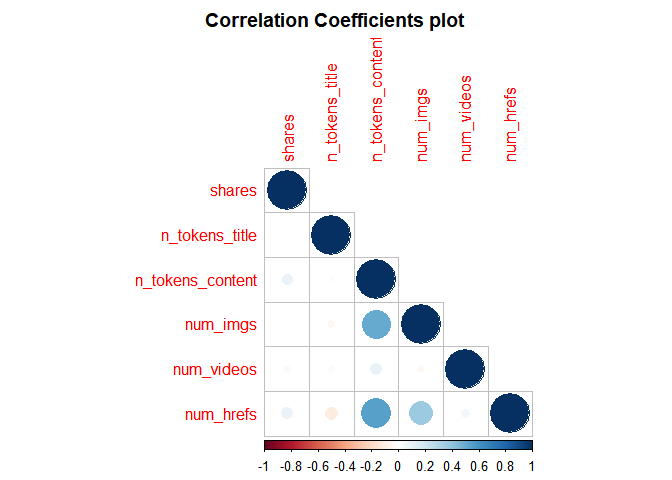 Correlation Coefficients plot
shares
n_tokens_title
n_tokens_content
num_imgs
num_videos
num_hrefs
shares
n_tokens_title
n_tokens_content
num_imgs
num_videos
num_hrefs
-1 -0.8 -0.6 -0.4 -0.2 0 0.2 0.4 0.6 0.8 1